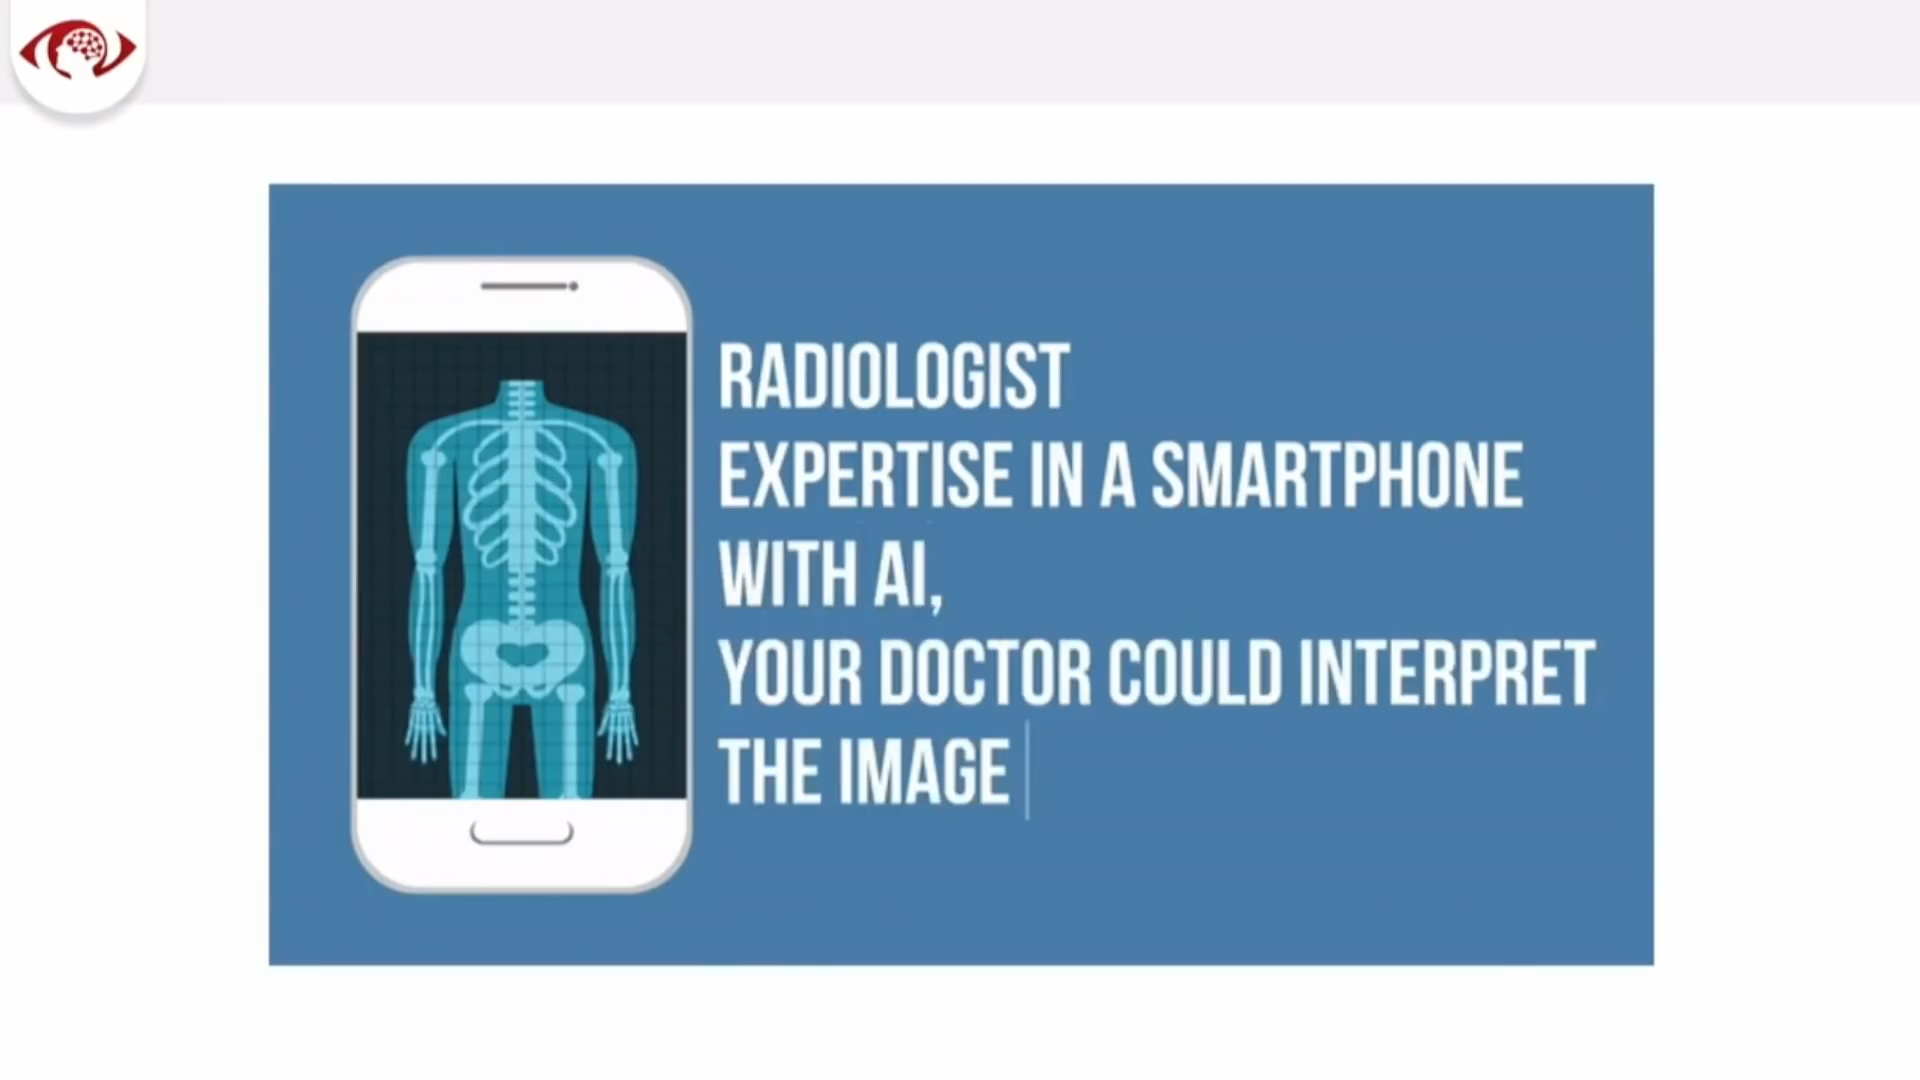 RADIOLOGIST
EXPERTISE IN A SMARTPHONE
WITH AI,
YOUR DOCTOR COULD INTERPRET
THE IMAGE